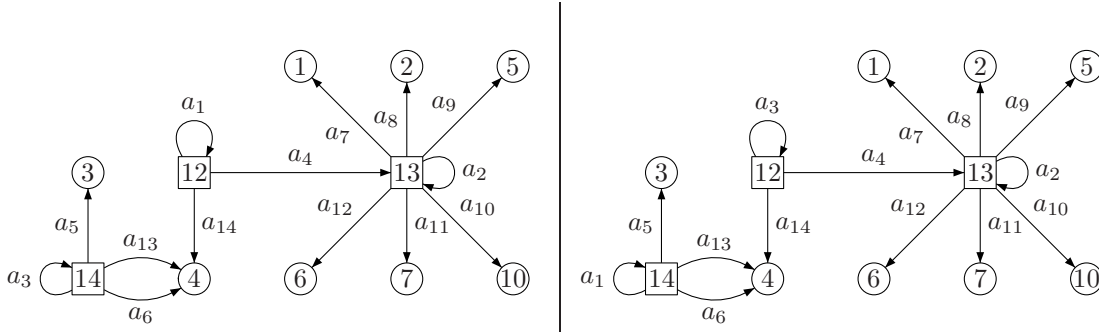 1 2 5
a1 a7 a8 a9
3 12 a4 13 a2
a12 a11 a10
a5 a13 a14
a3 14 4 6 7 10
a6
1 2 5
a3 a7 a8 a9
3 12 a4 13 a2
a12 a11 a10
a5 a13 a14
a1 14 4 6 7 10
a6